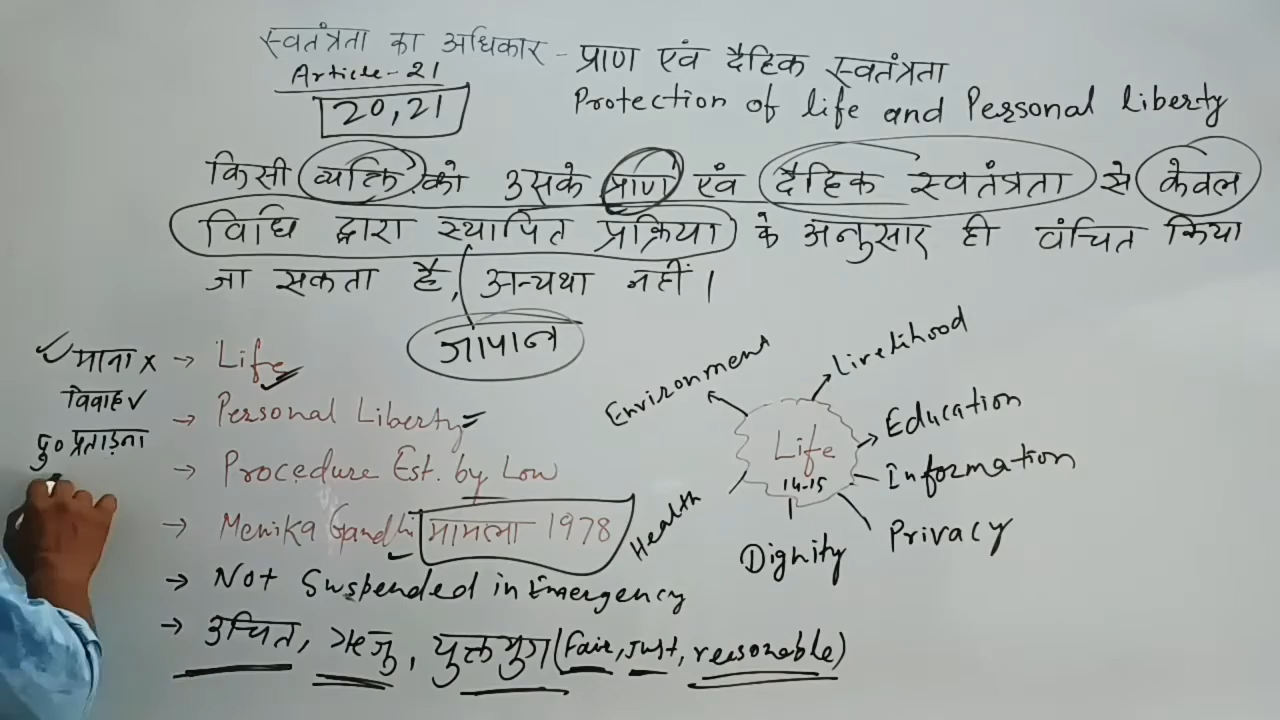 स्वतंत्रता का अधिकार - प्राण एवं दैहिक स्वतंत्रता
Article-21
20,21
Protection of life and Personal liberty
किसी व्यक्ति को उसके प्राण एवं दैहिक स्वतंत्रता से केवल
विधि द्वारा स्थापित प्रक्रिया के अनुसार ही वंचित किया
जा सकता है, अन्यथा नहीं।
जापान
माना x → Life
विवाह ✓ → Personal Liberty
पु० प्रताड़ना
→ Procedure Est. by Low
→ Menika Gandhi मामला 1978
→ Not Suspended in Emergency
→ उचित, ऋजु, युक्तयुग (fair, Just, reasonable)
Environment
Livelihood
Education
Life
14-15
Information
Health
Dignity
Privacy